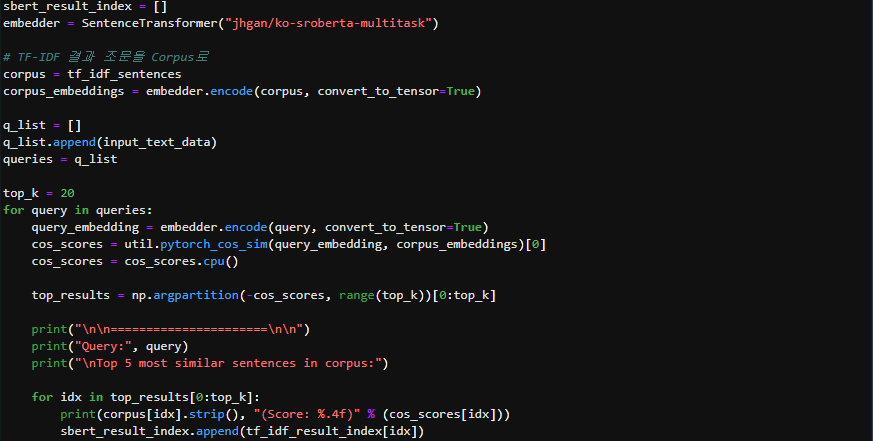 sbert_result_index = []
embedder = SentenceTransformer("jhgan/ko-sroberta-multitask")
# TF-IDF 결과 조문을 Corpus로
corpus = tf_idf_sentences
corpus_embeddings = embedder.encode(corpus, convert_to_tensor=True)
q_list = []
q_list.append(input_text_data)
queries = q_list
top_k = 20
for query in queries:
    query_embedding = embedder.encode(query, convert_to_tensor=True)
    cos_scores = util.pytorch_cos_sim(query_embedding, corpus_embeddings)[0]
    cos_scores = cos_scores.cpu()
    top_results = np.argpartition(-cos_scores, range(top_k))[0:top_k]
    print("\n\n======================\n\n")
    print("Query:", query)
    print("\nTop 5 most similar sentences in corpus:")
    for idx in top_results[0:top_k]:
        print(corpus[idx].strip(), "(Score: %.4f)" % (cos_scores[idx]))
        sbert_result_index.append(tf_idf_result_index[idx])